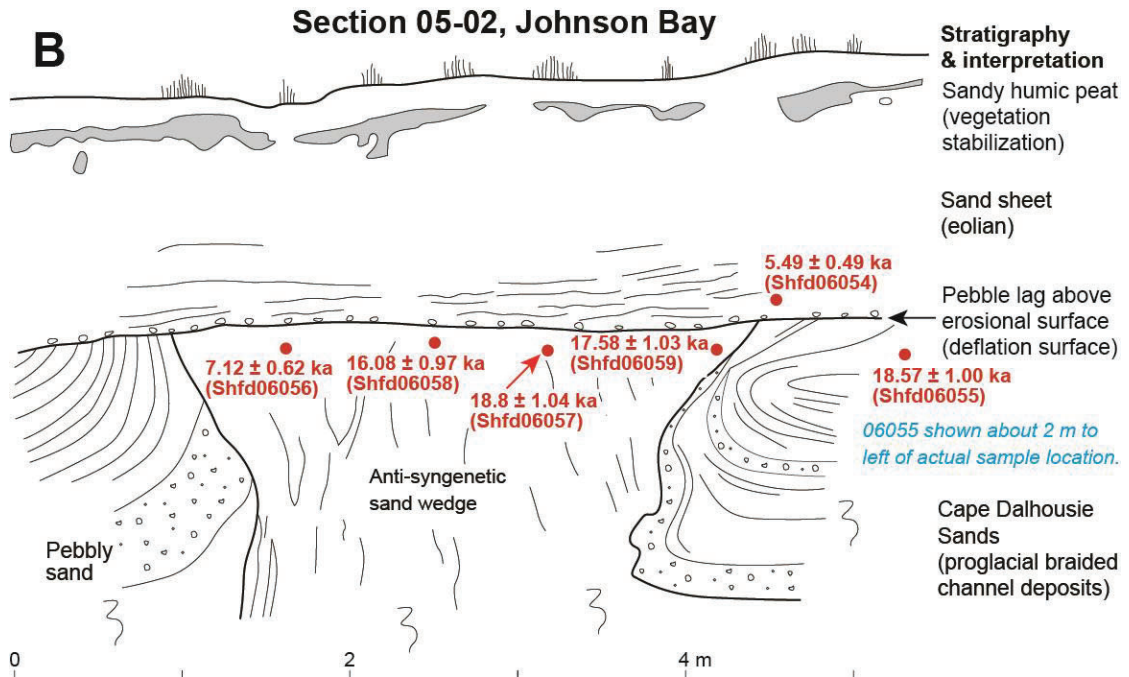 B
Section 05-02, Johnson Bay
Stratigraphy
& interpretation
Sandy humic peat
(vegetation
stabilization)
Sand sheet
(eolian)
5.49 ± 0.49 ka
(Shfd06054)
Pebble lag above
erosional surface
(deflation surface)
7.12 ± 0.62 ka
(Shfd06056)
16.08 ± 0.97 ka
(Shfd06058)
18.8 ± 1.04 ka
(Shfd06057)
17.58 ± 1.03 ka
(Shfd06059)
18.57 ± 1.00 ka
(Shfd06055)
06055 shown about 2 m to
left of actual sample location.
Anti-syngenetic
sand wedge
Pebbly
sand
Cape Dalhousie
Sands
(proglacial braided
channel deposits)
0
2
4 m